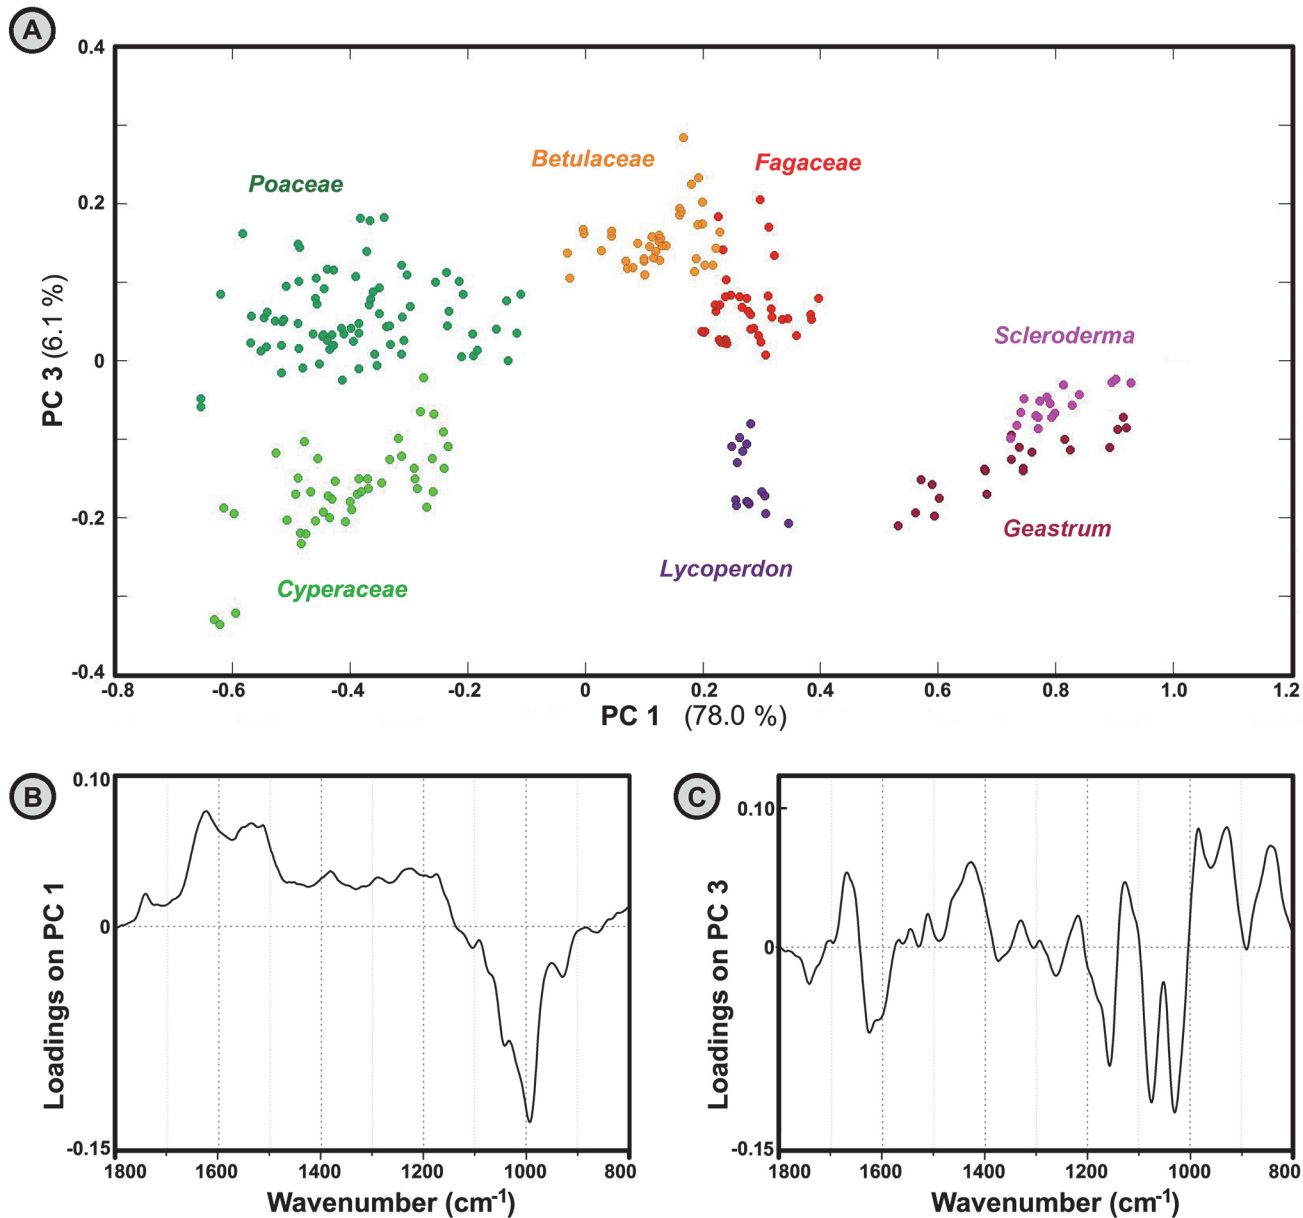 A
0.4
0.2
0
-0.2
-0.4
PC 3 (6.1 %)
Poaceae
Betulaceae
Fagaceae
Scleroderma
Geastrum
Lycoperdon
Cyperaceae
-0.8 -0.6 -0.4 -0.2 0 0.2 0.4 0.6 0.8 1.0 1.2
PC 1 (78.0 %)
B
0.10
0
-0.15
Loadings on PC 1
1800 1600 1400 1200 1000 800
Wavenumber (cm-1)
C
0.10
0
-0.15
Loadings on PC 3
1800 1600 1400 1200 1000 800
Wavenumber (cm-1)